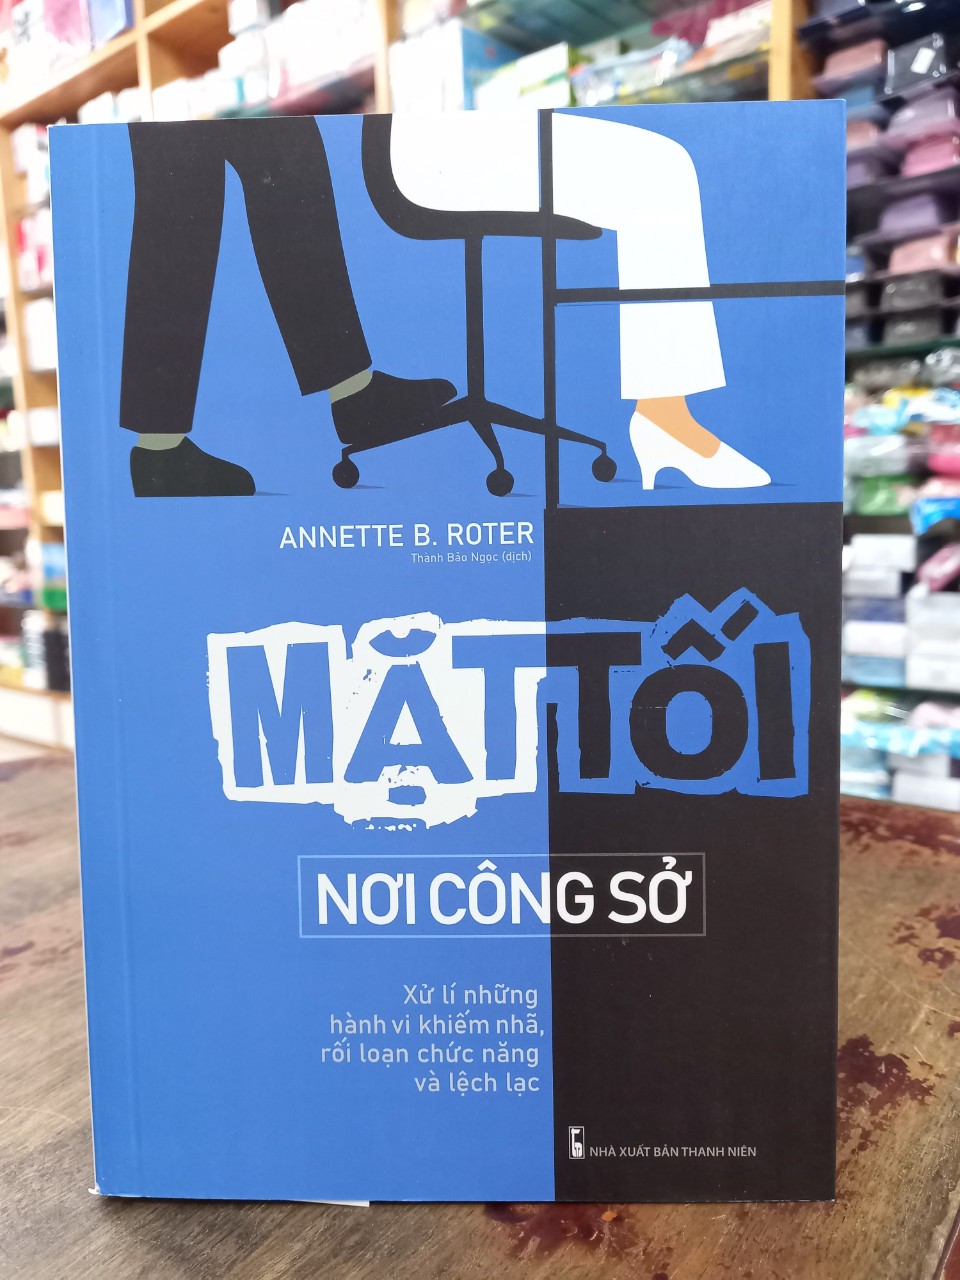 ANNETTE B. ROTER
Thành Bảo Ngọc (dịch)
MẶT TỐI
NƠI CÔNG SỞ
Xử lí những
hành vi khiếm nhã,
rối loạn chức năng
và lệch lạc
NHÀ XUẤT BẢN THANH NIÊN